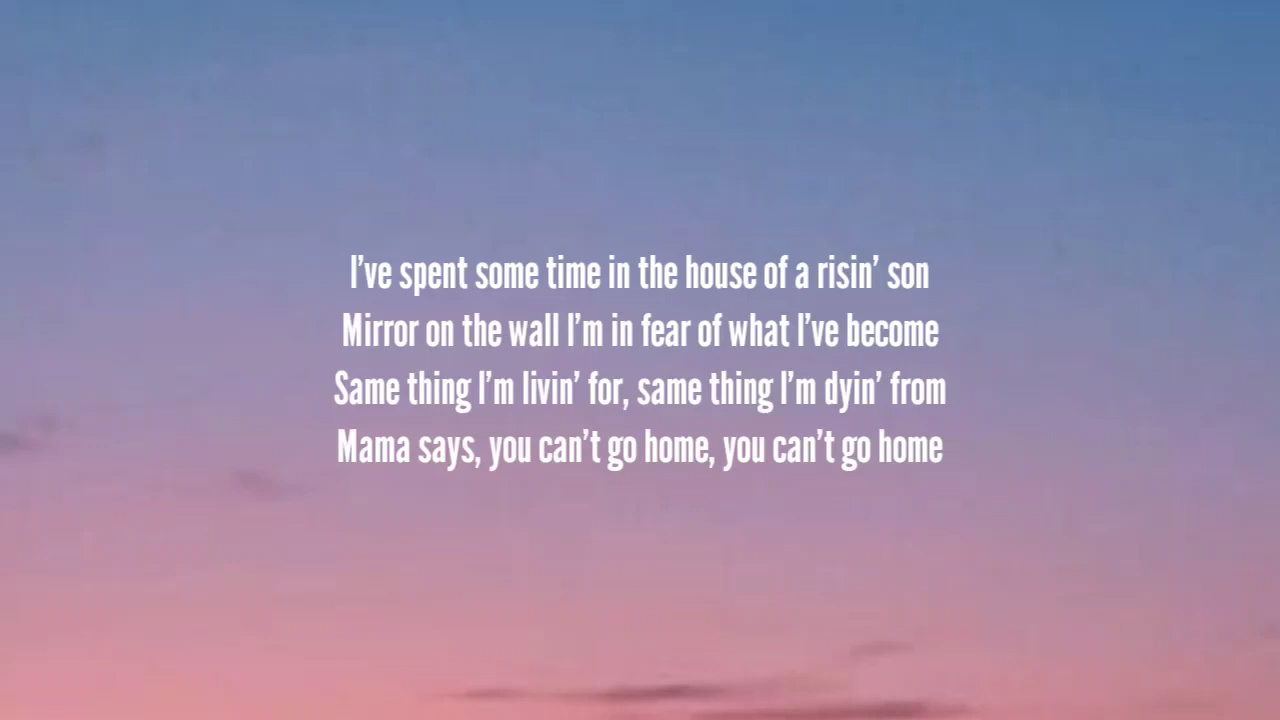 I've spent some time in the house of a risin' son
Mirror on the wall I'm in fear of what I've become
Same thing I'm livin' for, same thing I'm dyin' from
Mama says, you can't go home, you can't go home